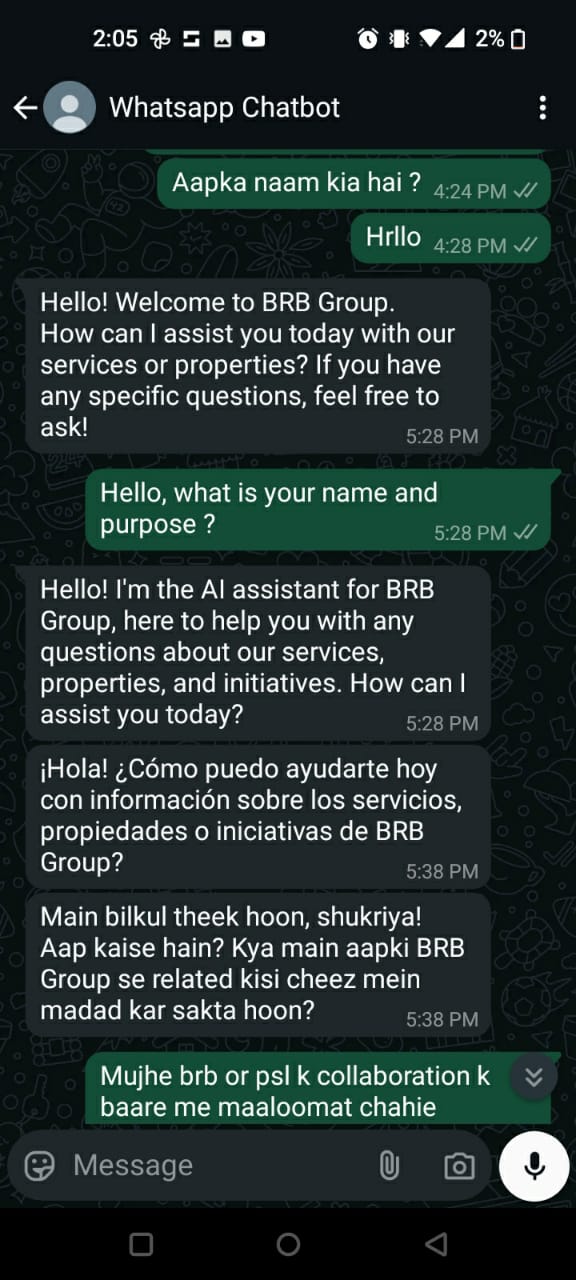 2:05
2%
Whatsapp Chatbot
Aapka naam kia hai ? 4:24 PM
Hrllo 4:28 PM
Hello! Welcome to BRB Group.
How can I assist you today with our
services or properties? If you have
any specific questions, feel free to
ask! 5:28 PM
Hello, what is your name and
purpose ? 5:28 PM
Hello! I'm the AI assistant for BRB
Group, here to help you with any
questions about our services,
properties, and initiatives. How can I
assist you today? 5:28 PM
¡Hola! ¿Cómo puedo ayudarte hoy
con información sobre los servicios,
propiedades o iniciativas de BRB
Group? 5:38 PM
Main bilkul theek hoon, shukriya!
Aap kaise hain? Kya main aapki BRB
Group se related kisi cheez mein
madad kar sakta hoon? 5:38 PM
Mujhe brb or psl k collaboration k
baare me maaloomat chahie
Message